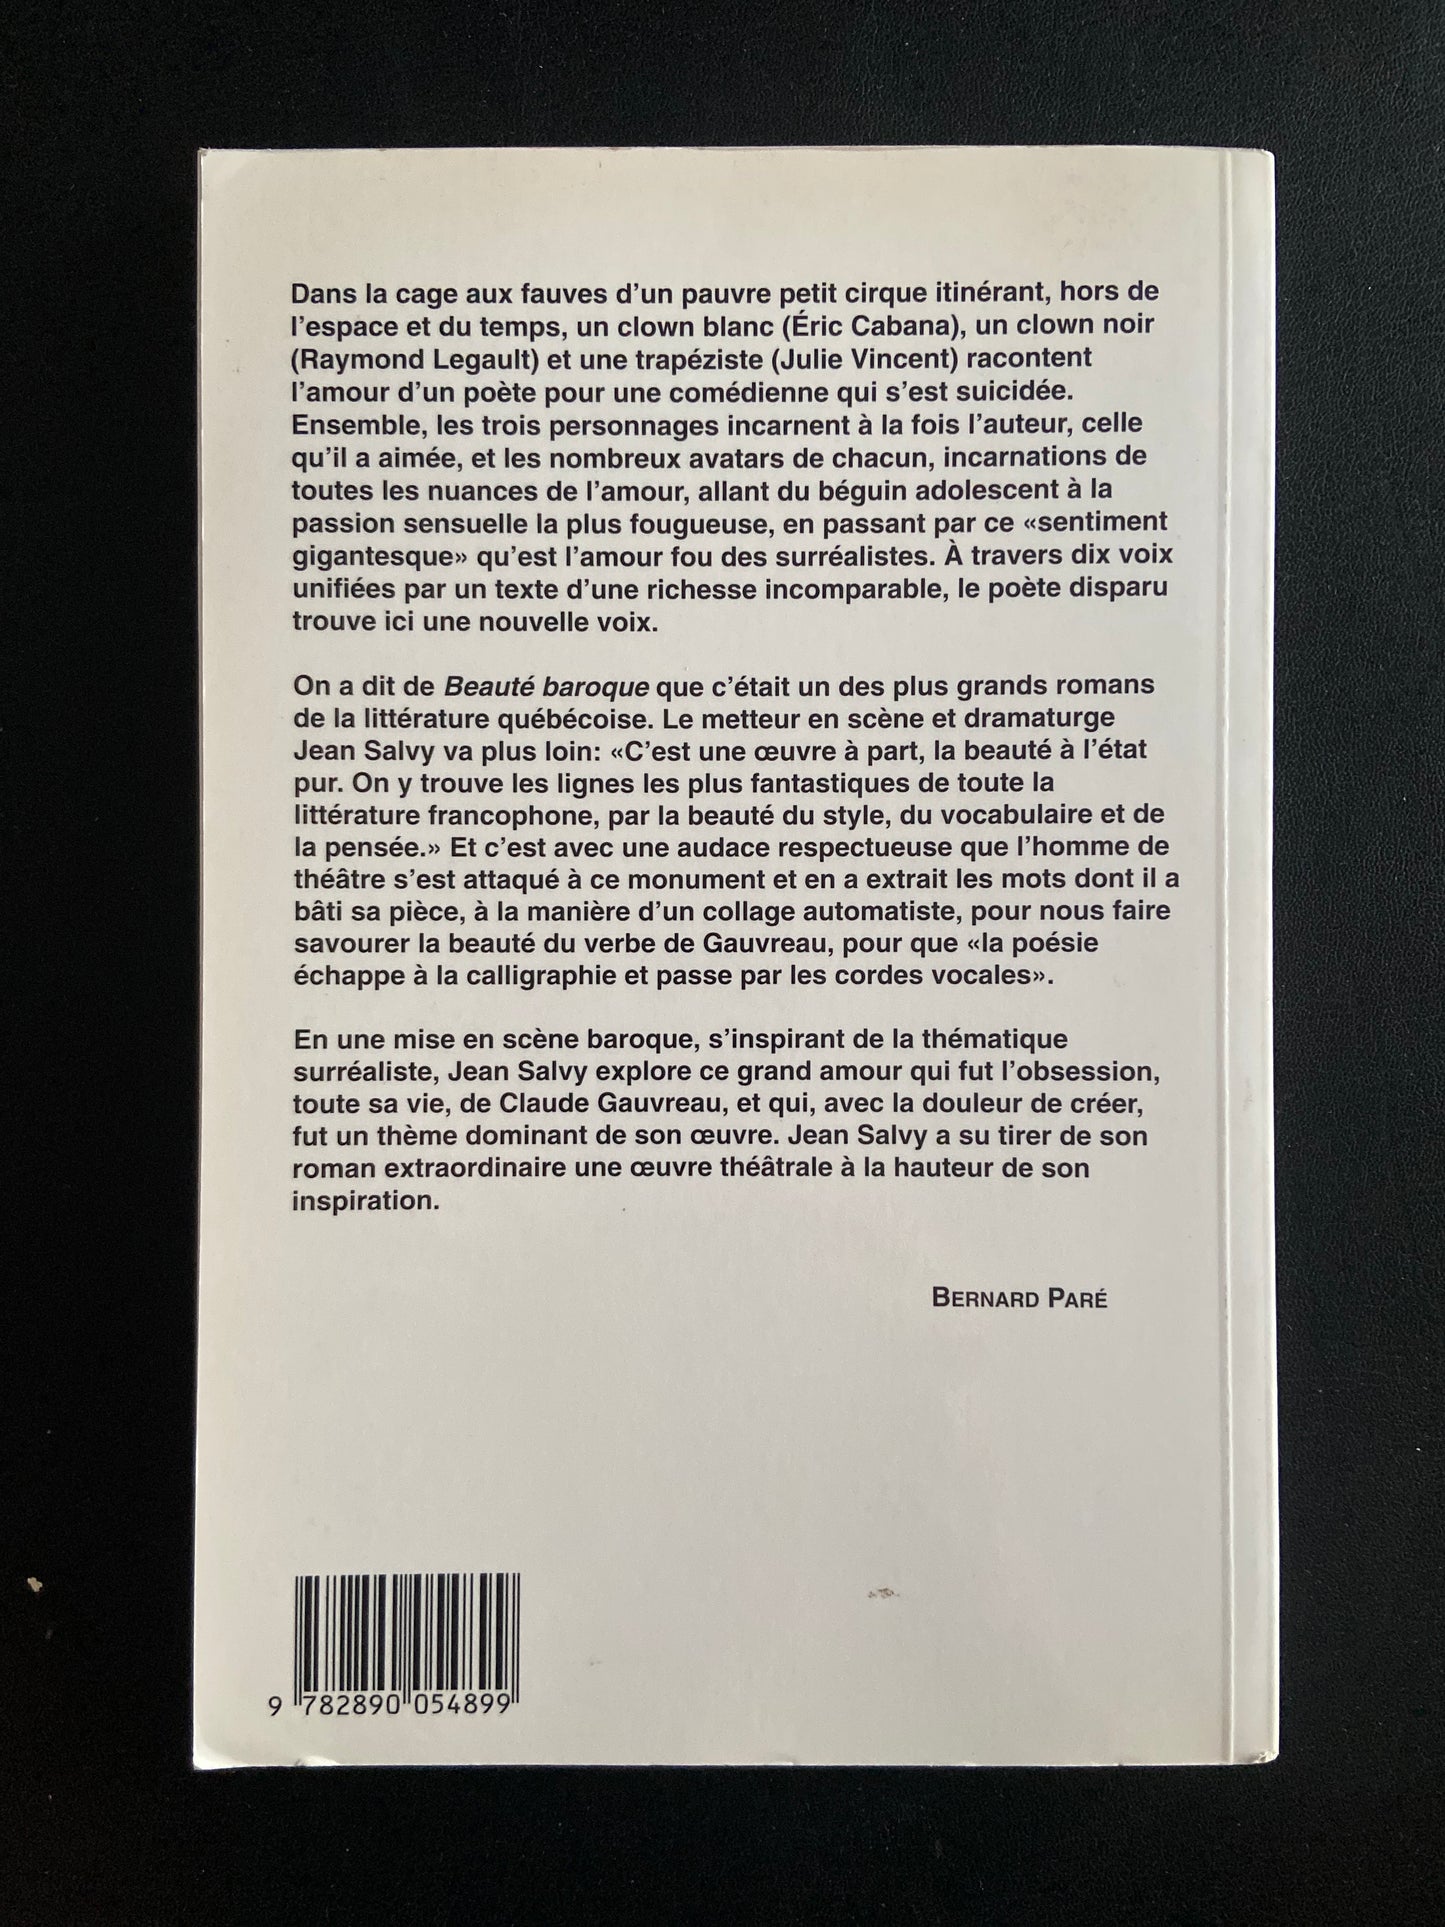 Dans la cage aux fauves d’un pauvre petit cirque itinérant, hors de
l’espace et du temps, un clown blanc (Éric Cabana), un clown noir
(Raymond Legault) et une trapéziste (Julie Vincent) racontent
l’amour d’un poète pour une comédienne qui s’est suicidée.
Ensemble, les trois personnages incarnent à la fois l’auteur, celle
qu’il a aimée, et les nombreux avatars de chacun, incarnations de
toutes les nuances de l’amour, allant du béguin adolescent à la
passion sensuelle la plus fougueuse, en passant par ce «sentiment
gigantesque» qu’est l’amour fou des surréalistes. À travers dix voix
unifiées par un texte d’une richesse incomparable, le poète disparu
trouve ici une nouvelle voix.
On a dit de Beauté baroque que c’était un des plus grands romans
de la littérature québécoise. Le metteur en scène et dramaturge
Jean Salvy va plus loin: «C’est une œuvre à part, la beauté à l’état
pur. On y trouve les lignes les plus fantastiques de toute la
littérature francophone, par la beauté du style, du vocabulaire et de
la pensée.» Et c’est avec une audace respectueuse que l’homme de
théâtre s’est attaqué à ce monument et en a extrait les mots dont il a
bâti sa pièce, à la manière d’un collage automatiste, pour nous faire
savourer la beauté du verbe de Gauvreau, pour que «la poésie
échappe à la calligraphie et passe par les cordes vocales».
En une mise en scène baroque, s’inspirant de la thématique
surréaliste, Jean Salvy explore ce grand amour qui fut l’obsession,
toute sa vie, de Claude Gauvreau, et qui, avec la douleur de créer,
fut un thème dominant de son œuvre. Jean Salvy a su tirer de son
roman extraordinaire une œuvre théâtrale à la hauteur de son
inspiration.
BERNARD PARÉ
9 782890 054899